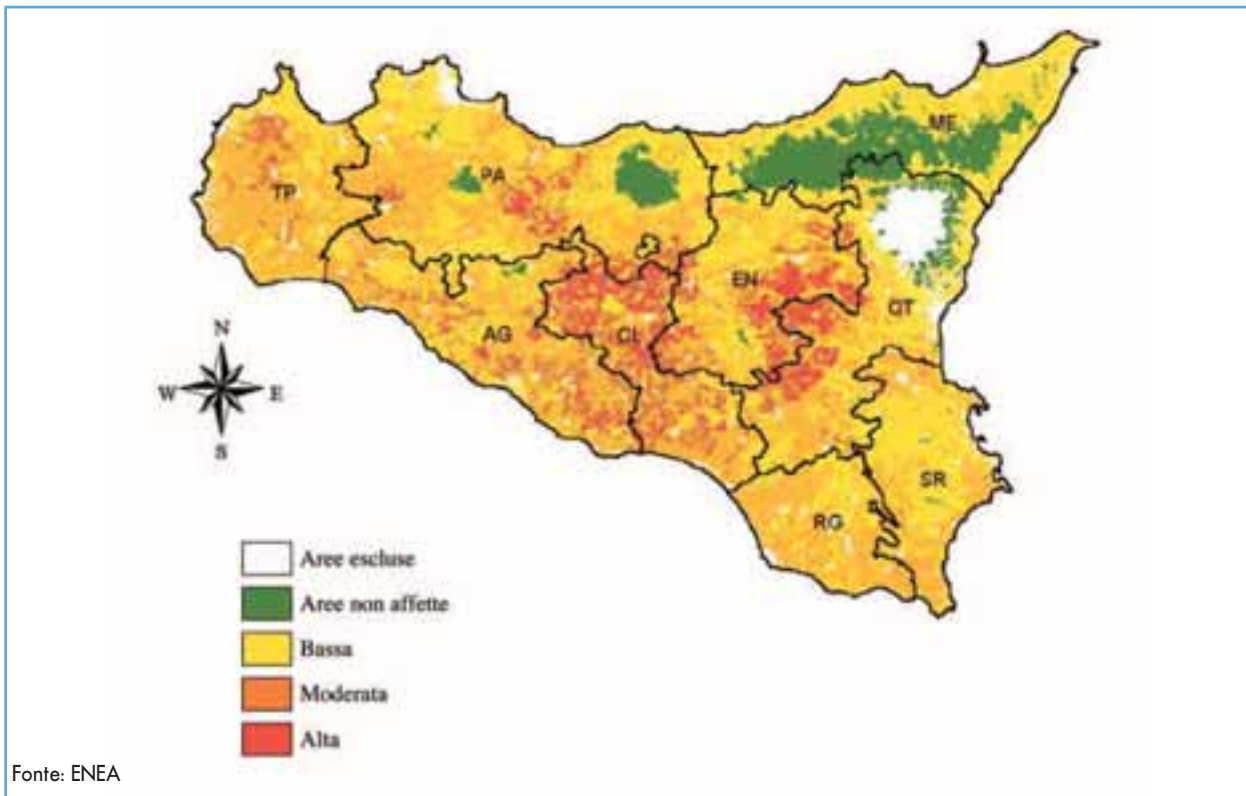 ME
PA
TP
EN
CT
AG
CL
SR
RG
N
W E
S
Aree escluse
Aree non affette
Bassa
Moderata
Alta
Fonte: ENEA